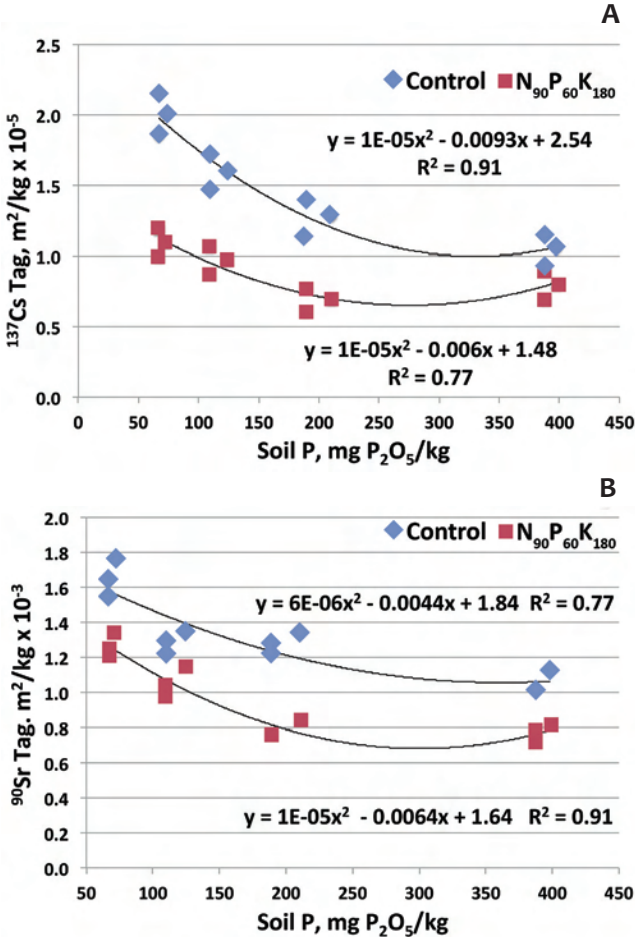 A
2.5
2.0
1.5
1.0
0.5
0.0
¹³⁷Cs Tag, m²/kg x 10⁻⁵
Control N₉₀P₆₀K₁₈₀
y = 1E-05x² - 0.0093x + 2.54
R² = 0.91
y = 1E-05x² - 0.006x + 1.48
R² = 0.77
0 50 100 150 200 250 300 350 400 450
Soil P, mg P₂O₅/kg
B
2.0
1.8
1.6
1.4
1.2
1.0
0.8
0.6
0.4
0.2
0.0
⁹⁰Sr Tag. m²/kg x 10⁻³
Control N₉₀P₆₀K₁₈₀
y = 6E-06x² - 0.0044x + 1.84 R² = 0.77
y = 1E-05x² - 0.0064x + 1.64 R² = 0.91
50 100 150 200 250 300 350 400 450
Soil P, mg P₂O₅/kg